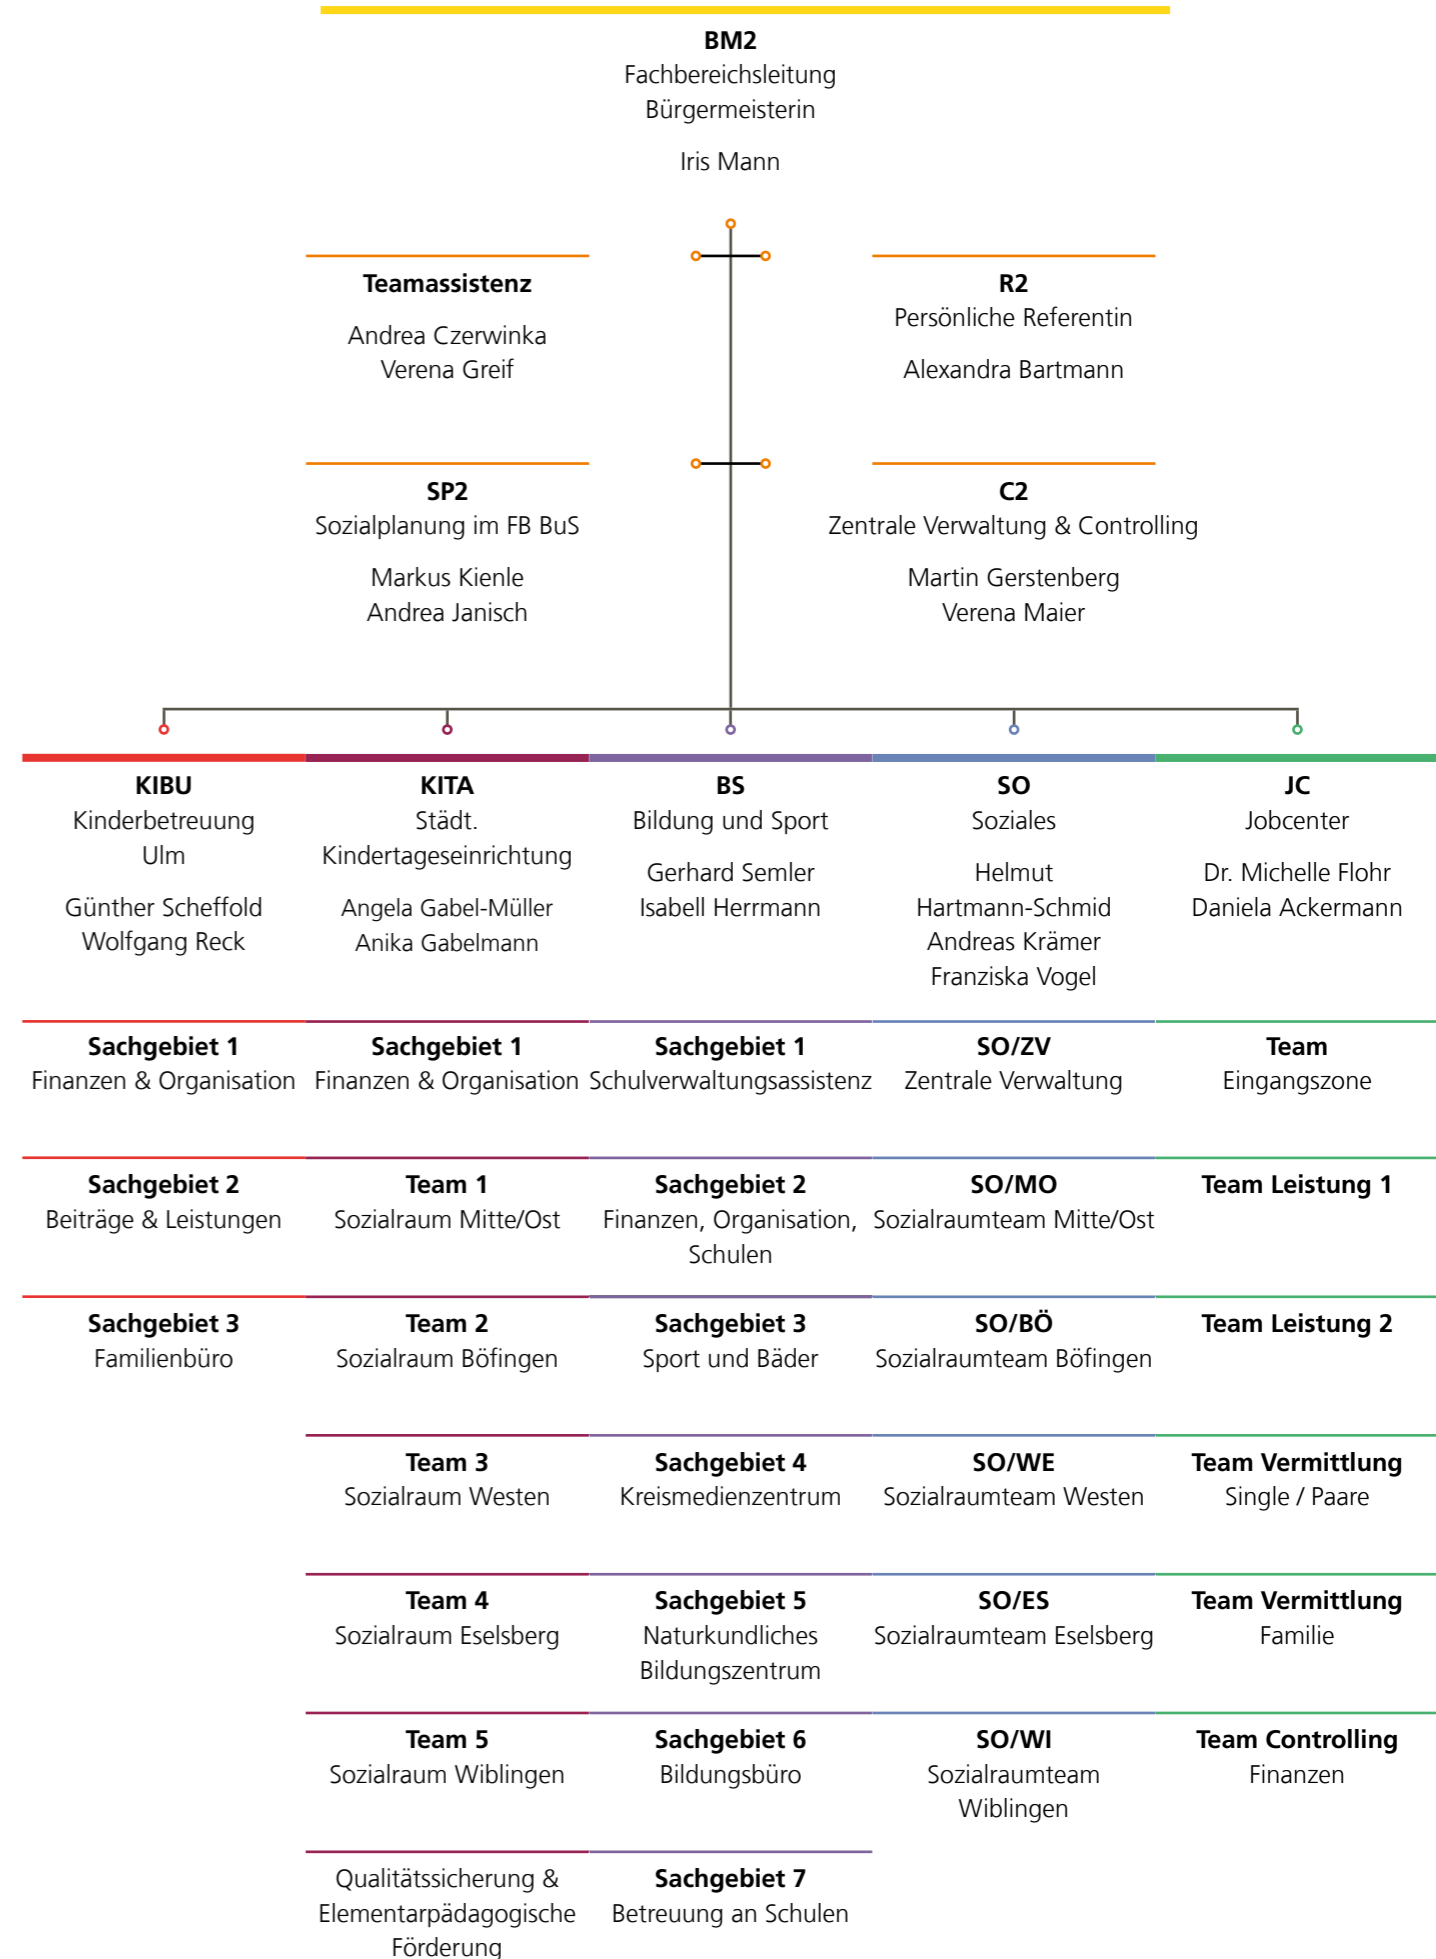 BM2
Fachbereichsleitung
Bürgermeisterin
Iris Mann
Teamassistenz
Andrea Czerwinka
Verena Greif
R2
Persönliche Referentin
Alexandra Bartmann
SP2
Sozialplanung im FB BuS
Markus Kienle
Andrea Janisch
C2
Zentrale Verwaltung & Controlling
Martin Gerstenberg
Verena Maier
KIBU
Kinderbetreuung
Ulm
Günther Scheffold
Wolfgang Reck
KITA
Städt.
Kindertageseinrichtung
Angela Gabel-Müller
Anika Gabelmann
BS
Bildung und Sport
Gerhard Semler
Isabell Herrmann
SO
Soziales
Helmut
Hartmann-Schmid
Andreas Krämer
Franziska Vogel
JC
Jobcenter
Dr. Michelle Flohr
Daniela Ackermann
Sachgebiet 1
Finanzen & Organisation
Sachgebiet 1
Finanzen & Organisation
Sachgebiet 1
Schulverwaltungsassistenz
SO/ZV
Zentrale Verwaltung
Team
Eingangszone
Sachgebiet 2
Beiträge & Leistungen
Team 1
Sozialraum Mitte/Ost
Sachgebiet 2
Finanzen, Organisation,
Schulen
SO/MO
Sozialraumteam Mitte/Ost
Team Leistung 1
Sachgebiet 3
Familienbüro
Team 2
Sozialraum Böfingen
Sachgebiet 3
Sport und Bäder
SO/BÖ
Sozialraumteam Böfingen
Team Leistung 2
Team 3
Sozialraum Westen
Sachgebiet 4
Kreismedienzentrum
SO/WE
Sozialraumteam Westen
Team Vermittlung
Single / Paare
Team 4
Sozialraum Eselsberg
Sachgebiet 5
Naturkundliches
Bildungszentrum
SO/ES
Sozialraumteam Eselsberg
Team Vermittlung
Familie
Team 5
Sozialraum Wiblingen
Sachgebiet 6
Bildungsbüro
SO/WI
Sozialraumteam
Wiblingen
Team Controlling
Finanzen
Qualitätssicherung &
Elementarpädagogische
Förderung
Sachgebiet 7
Betreuung an Schulen